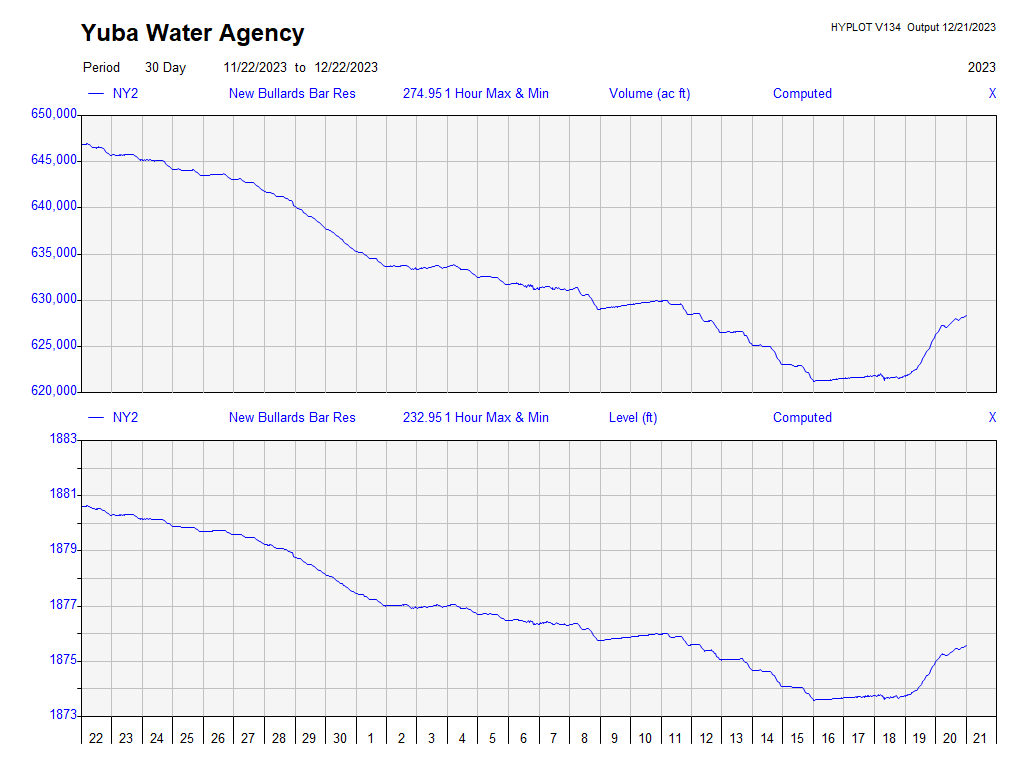 Yuba Water Agency
HYPLOT V134 Output 12/21/2023
Period 30 Day 11/22/2023 to 12/22/2023 2023
NY2 New Bullards Bar Res 274.95 1 Hour Max & Min Volume (ac ft) Computed X
650,000
645,000
640,000
635,000
630,000
625,000
620,000
NY2 New Bullards Bar Res 232.95 1 Hour Max & Min Level (ft) Computed X
1883
1881
1879
1877
1875
1873
22 23 24 25 26 27 28 29 30 1 2 3 4 5 6 7 8 9 10 11 12 13 14 15 16 17 18 19 20 21